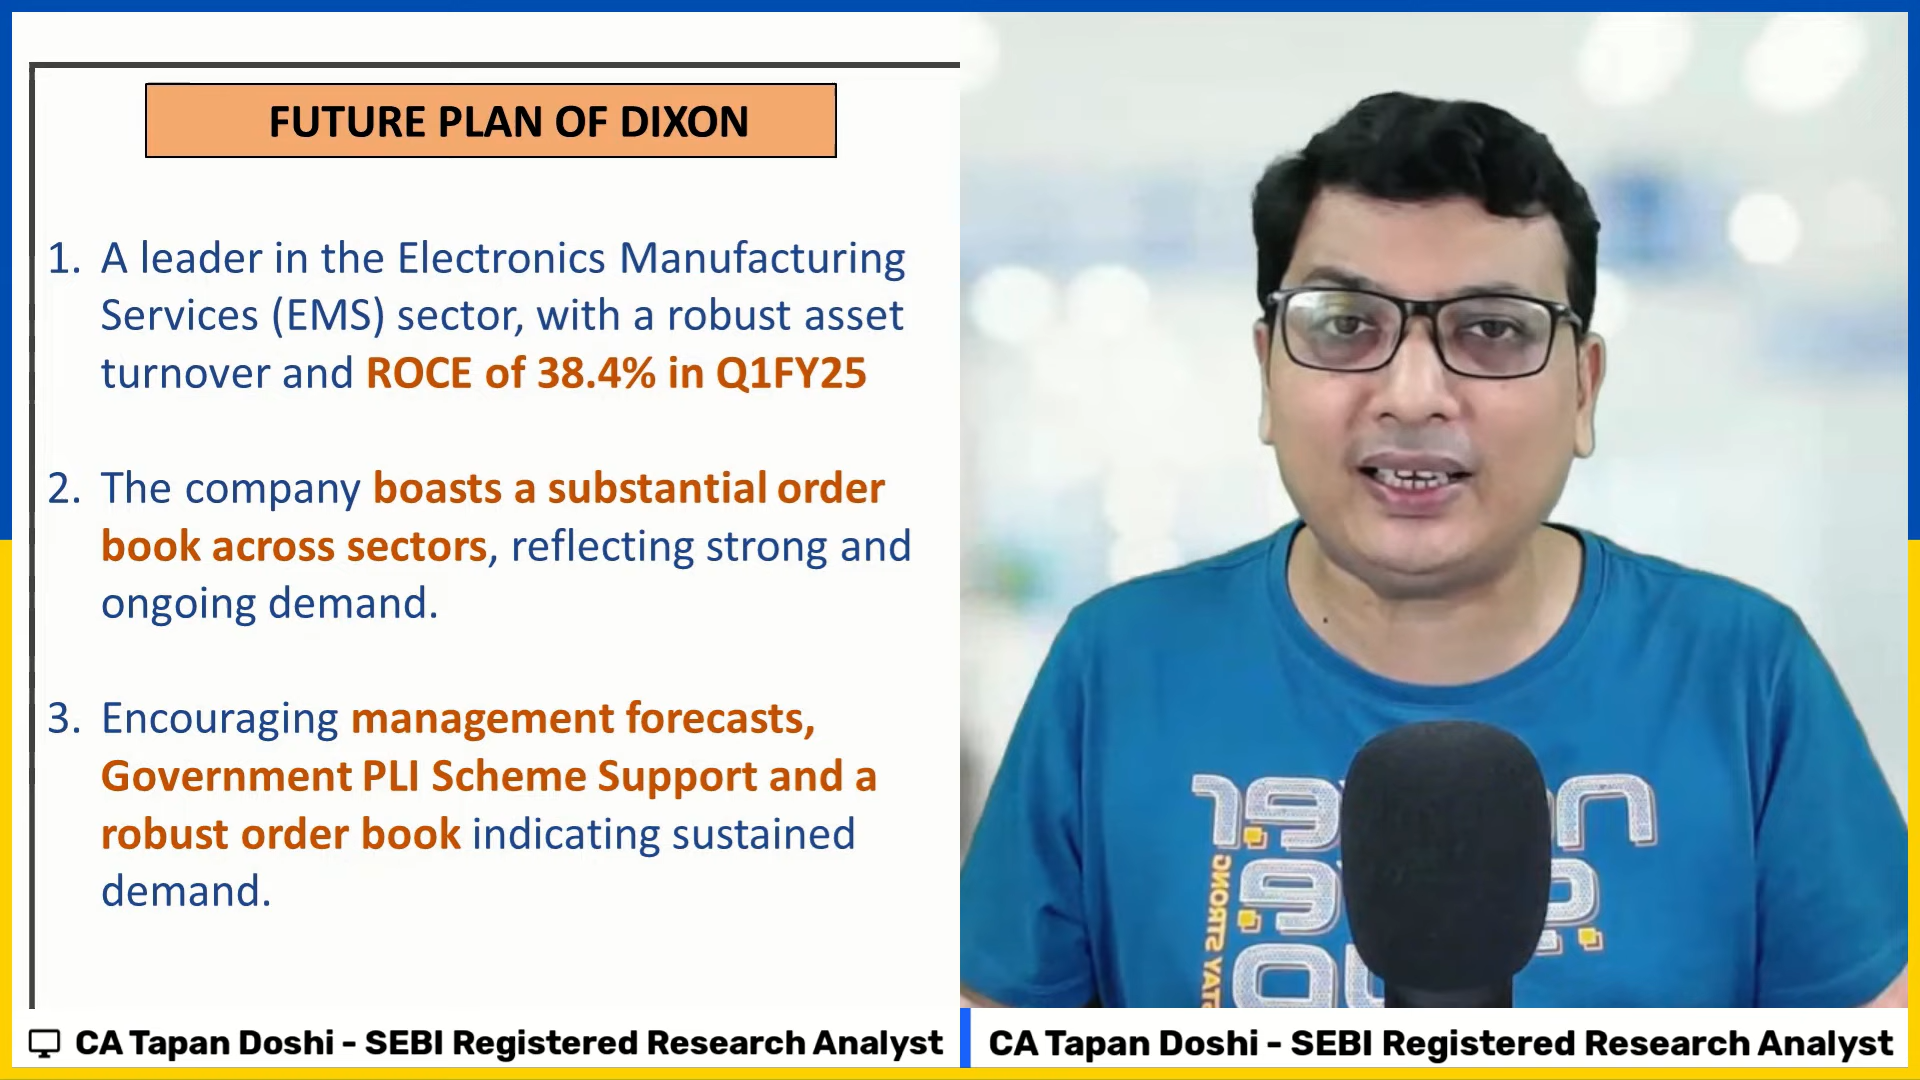 FUTURE PLAN OF DIXON
1. A leader in the Electronics Manufacturing
Services (EMS) sector, with a robust asset
turnover and ROCE of 38.4% in Q1FY25
2. The company boasts a substantial order
book across sectors, reflecting strong and
ongoing demand.
3. Encouraging management forecasts,
Government PLI Scheme Support and a
robust order book indicating sustained
demand.
CA Tapan Doshi - SEBI Registered Research Analyst
CA Tapan Doshi - SEBI Registered Research Analyst